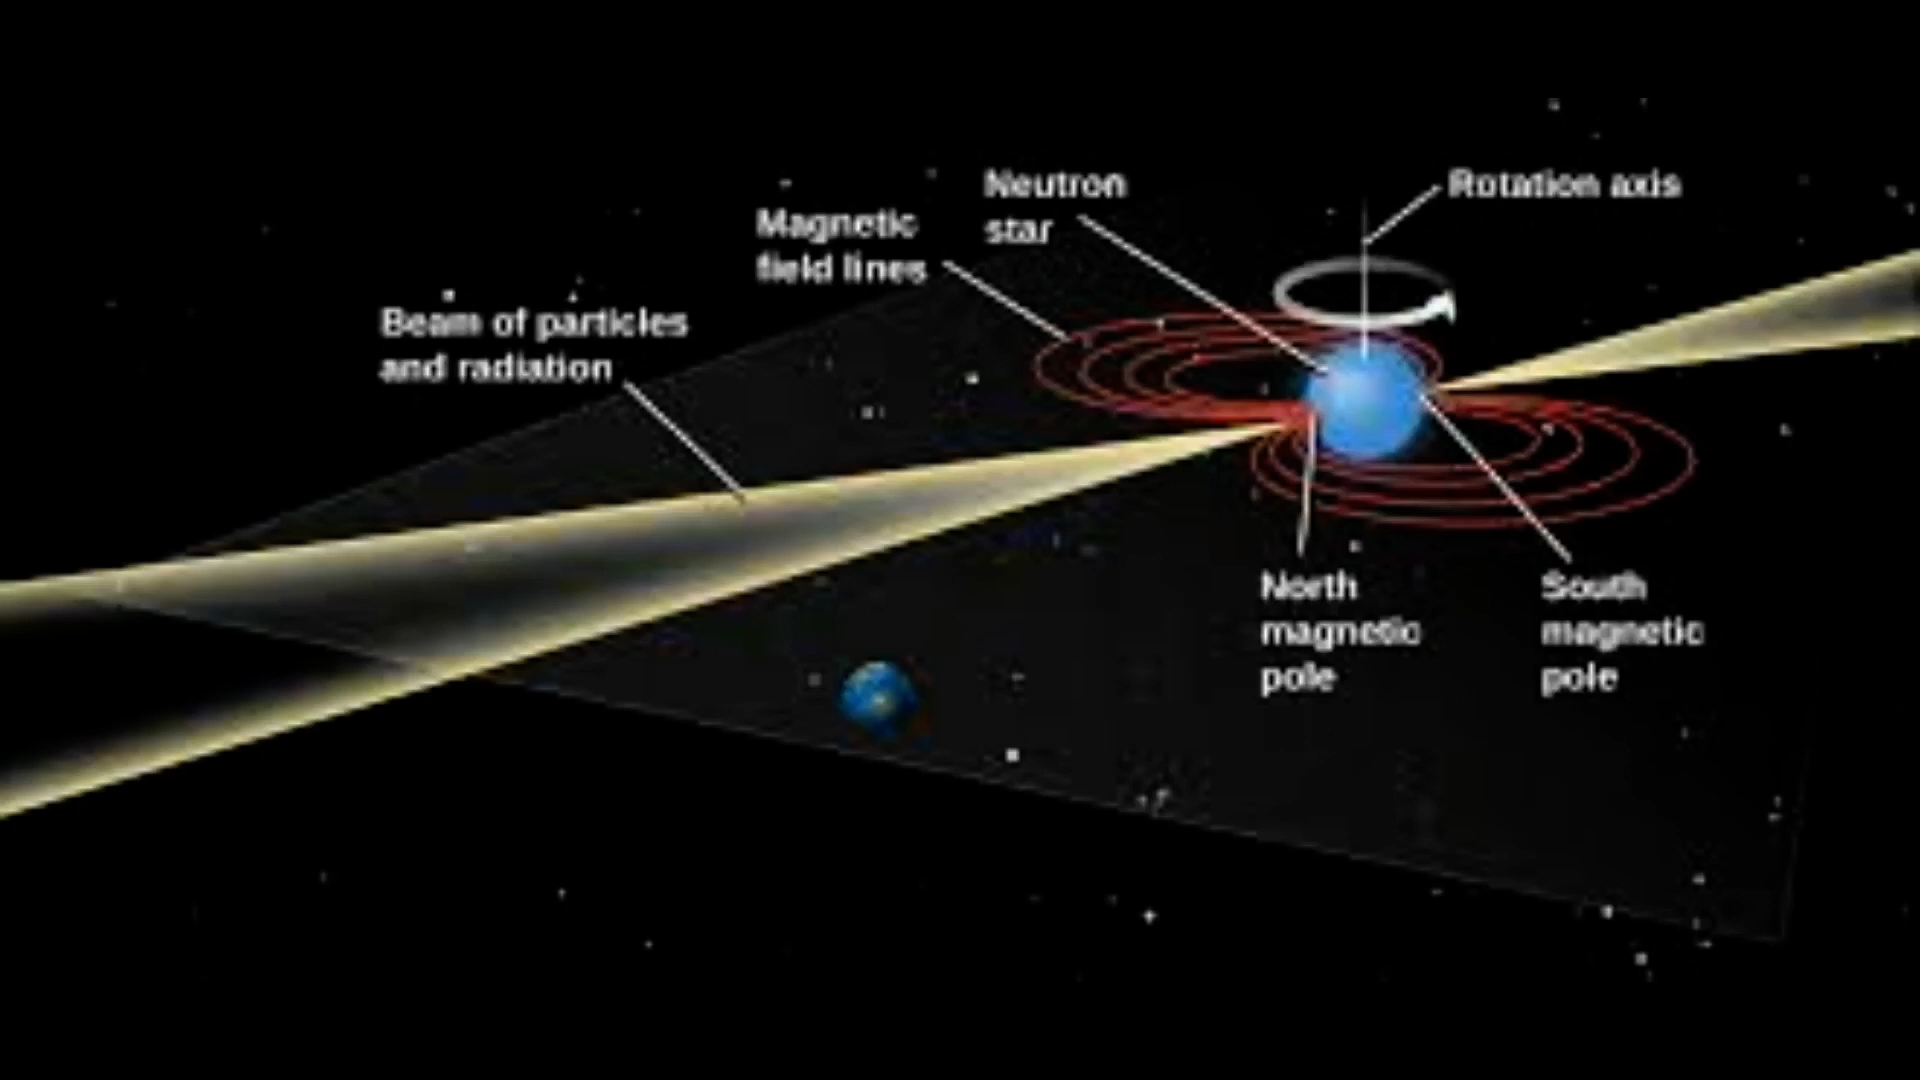 Neutron
star
Rotation axis
Magnetic
field lines
Beam of particles
and radiation
North
magnetic
pole
South
magnetic
pole